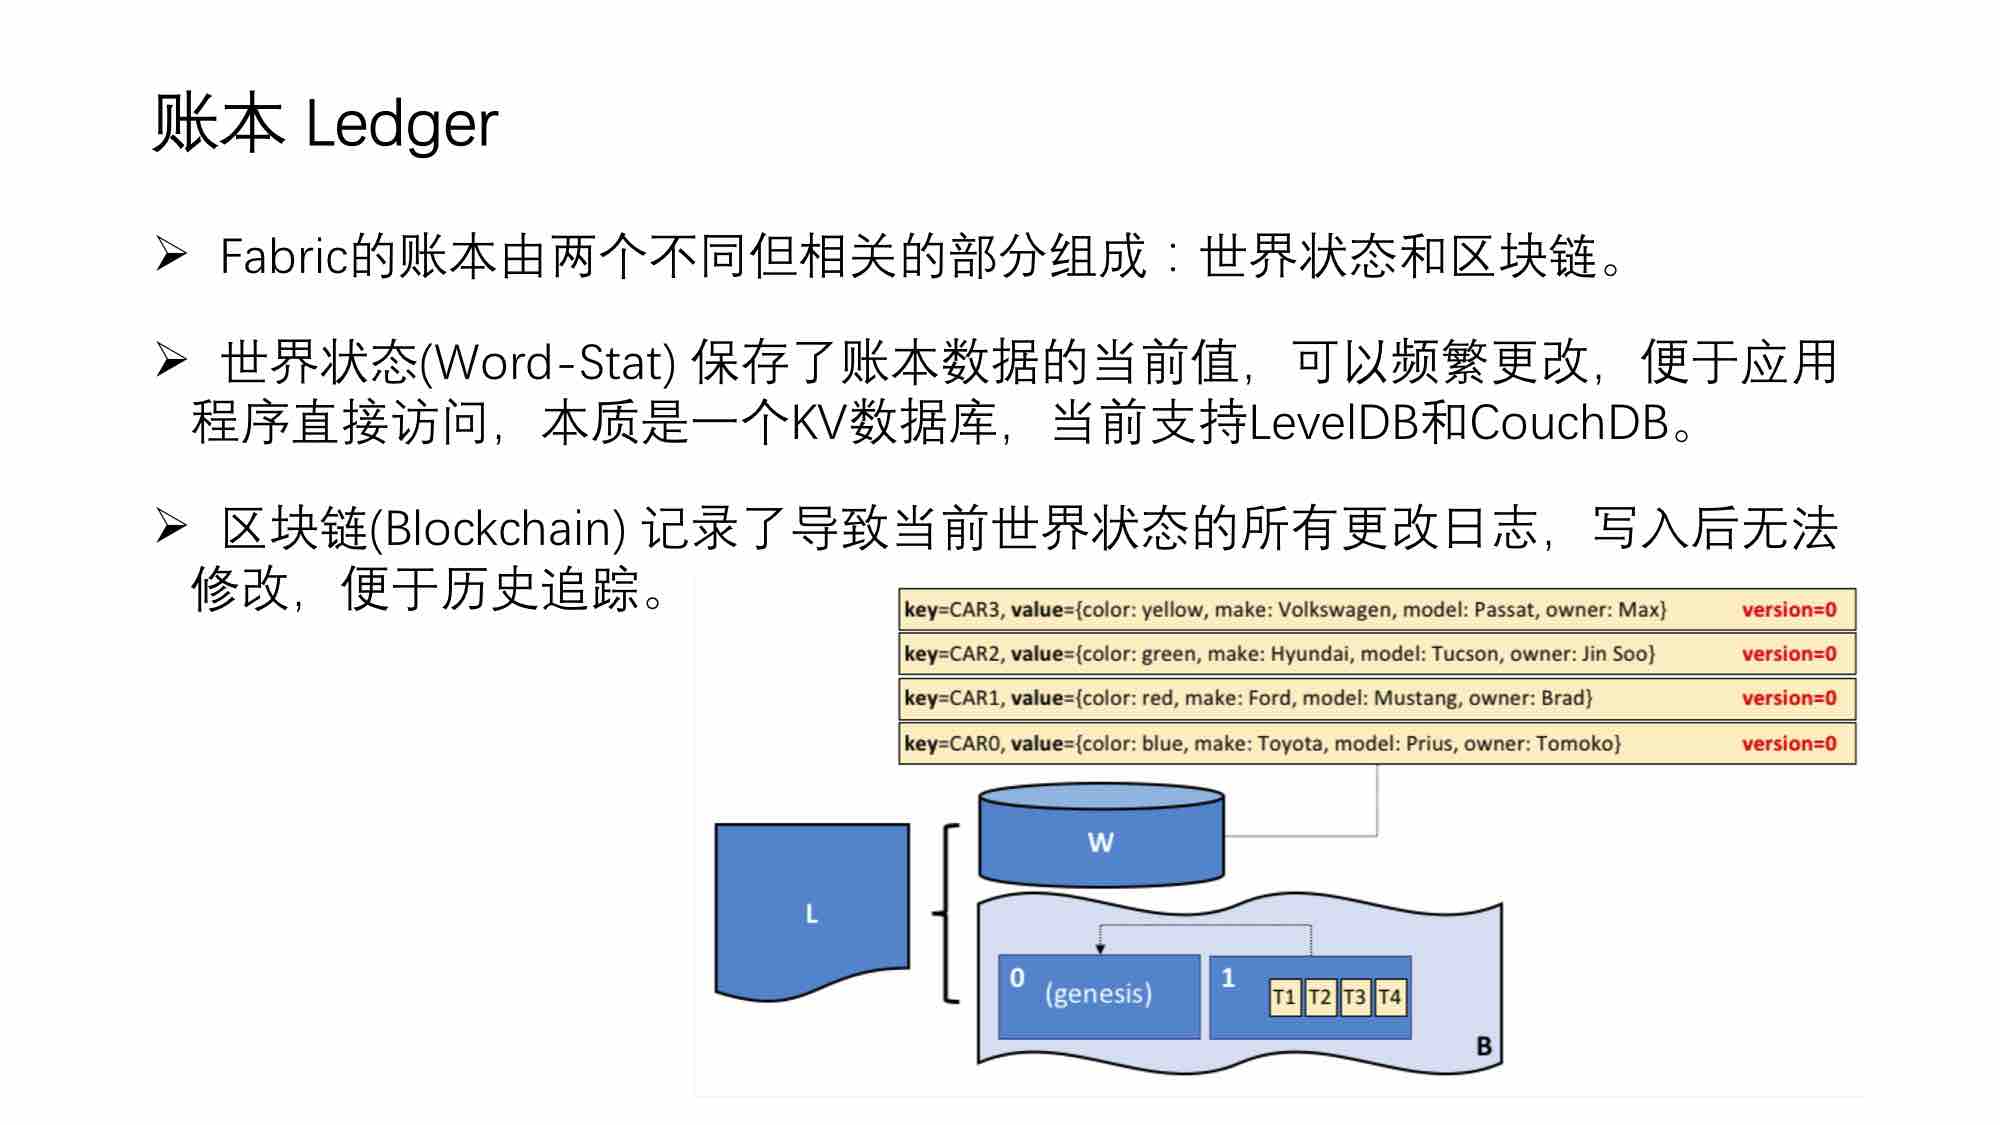 账本 Ledger
➢ Fabric的账本由两个不同但相关的部分组成：世界状态和区块链。
➢ 世界状态(Word-Stat) 保存了账本数据的当前值，可以频繁更改，便于应用
程序直接访问，本质是一个KV数据库，当前支持LevelDB和CouchDB。
➢ 区块链(Blockchain) 记录了导致当前世界状态的所有更改日志，写入后无法
修改，便于历史追踪。
key=CAR3, value={color: yellow, make: Volkswagen, model: Passat, owner: Max} version=0
key=CAR2, value={color: green, make: Hyundai, model: Tucson, owner: Jin Soo} version=0
key=CAR1, value={color: red, make: Ford, model: Mustang, owner: Brad} version=0
key=CAR0, value={color: blue, make: Toyota, model: Prius, owner: Tomoko} version=0
W
L
0 (genesis)
1 T1 T2 T3 T4
B